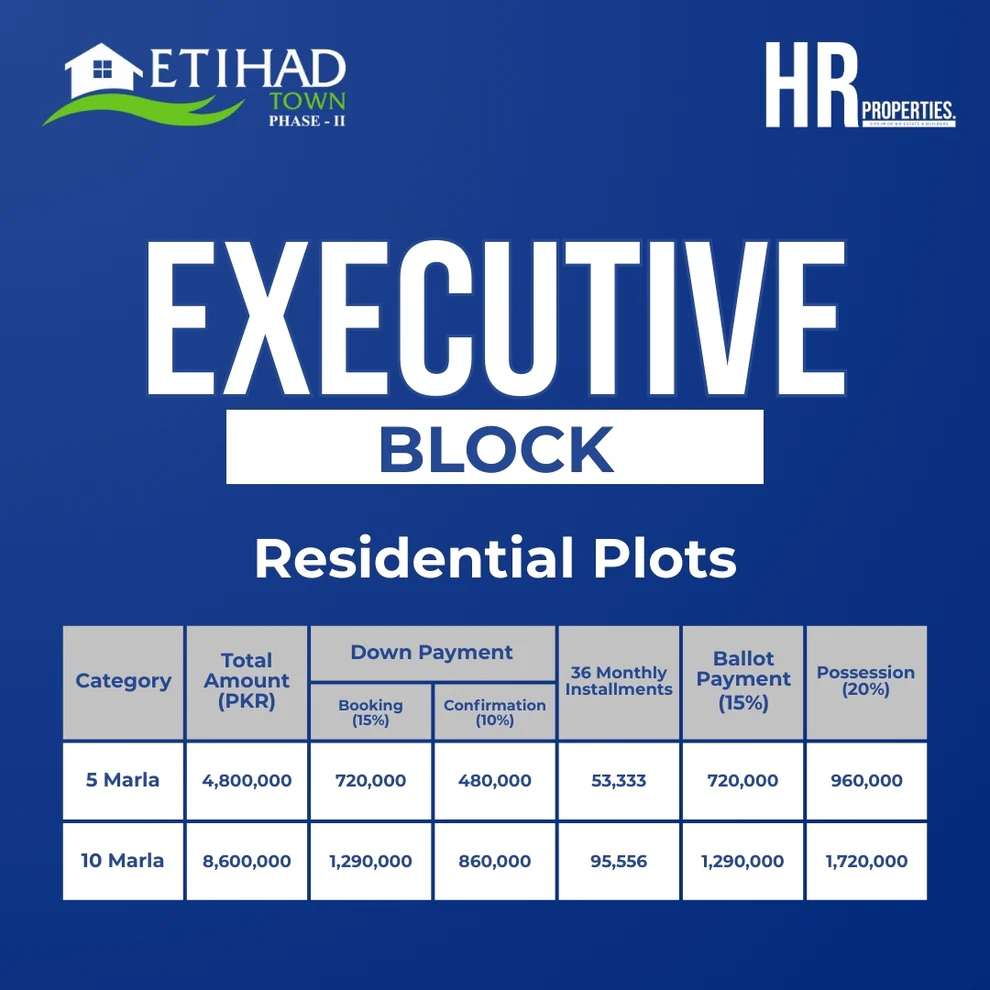 ETIHAD
TOWN
PHASE - II
HR
PROPERTIES.
EXECUTIVE
BLOCK
Residential Plots
Category
Total
Amount
(PKR)
Down Payment
Booking
(15%)
Confirmation
(10%)
36 Monthly
Installments
Ballot
Payment
(15%)
Possession
(20%)
5 Marla 4,800,000 720,000 480,000 53,333 720,000 960,000
10 Marla 8,600,000 1,290,000 860,000 95,556 1,290,000 1,720,000